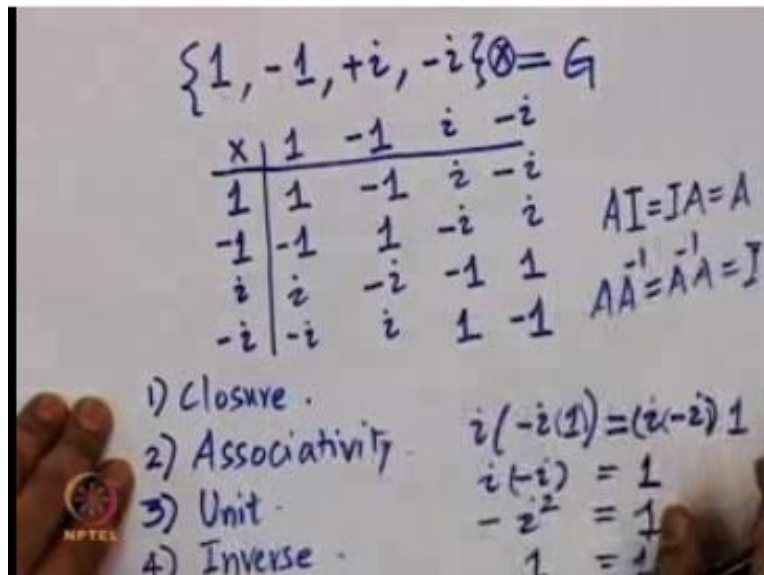 {1, -1, +i, -i} ⊗ = G
x | 1 -1 i -i
1 | 1 -1 i -i
-1 | -1 1 -i i
i | i -i -1 1
-i | -i i 1 -1
AI = IA = A
AA⁻¹ = A⁻¹A = I
1) Closure.
2) Associativity.
3) Unit.
4) Inverse.
i(-i(1)) = (i(-i)) 1
i(-i) = 1
-i² = 1
1 = 1
NPTEL